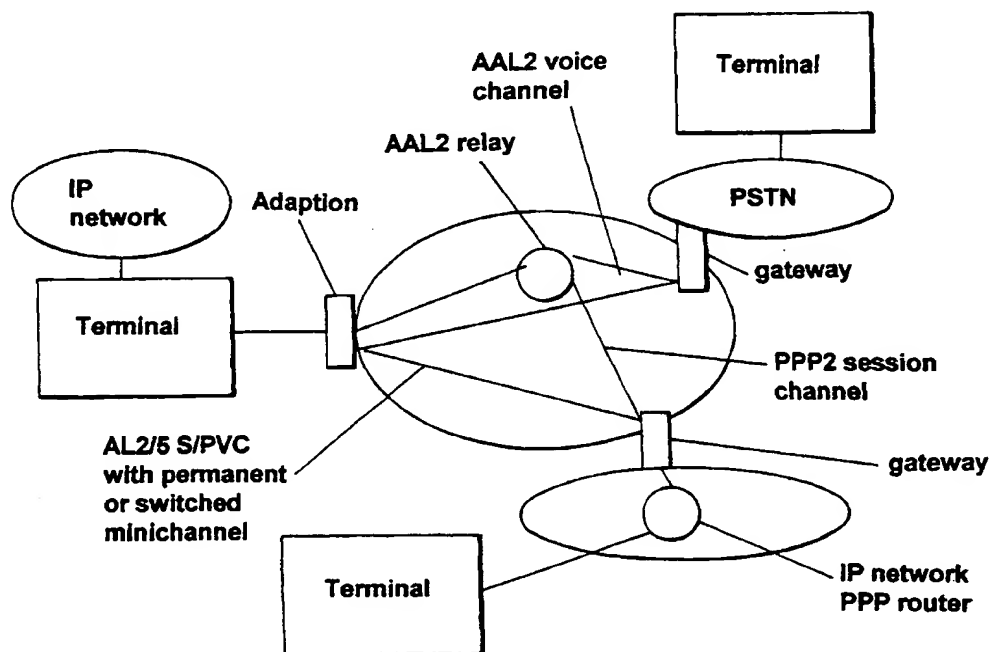 AAL2 voice
channel
Terminal
AAL2 relay
IP
network
Adaption
PSTN
gateway
Terminal
PPP2 session
channel
AL2/5 S/PVC
with permanent
or switched
minichannel
gateway
Terminal
IP network
PPP router